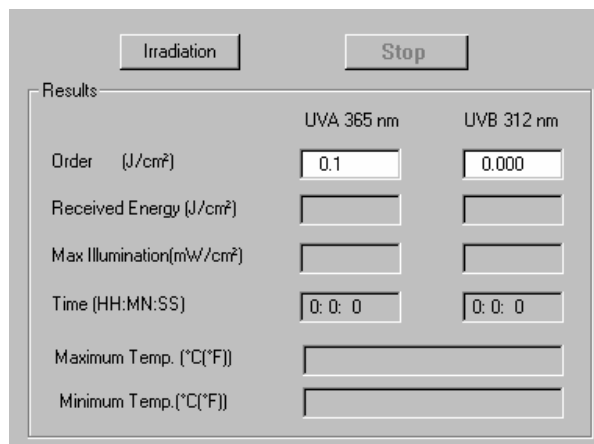 Irradiation Stop
Results
UVA 365 nm UVB 312 nm
Order (J/cm²) 0.1 0.000
Received Energy (J/cm²)
Max Illumination(mW/cm²)
Time (HH:MN:SS) 0: 0: 0 0: 0: 0
Maximum Temp. (°C(°F))
Minimum Temp.(°C(°F))